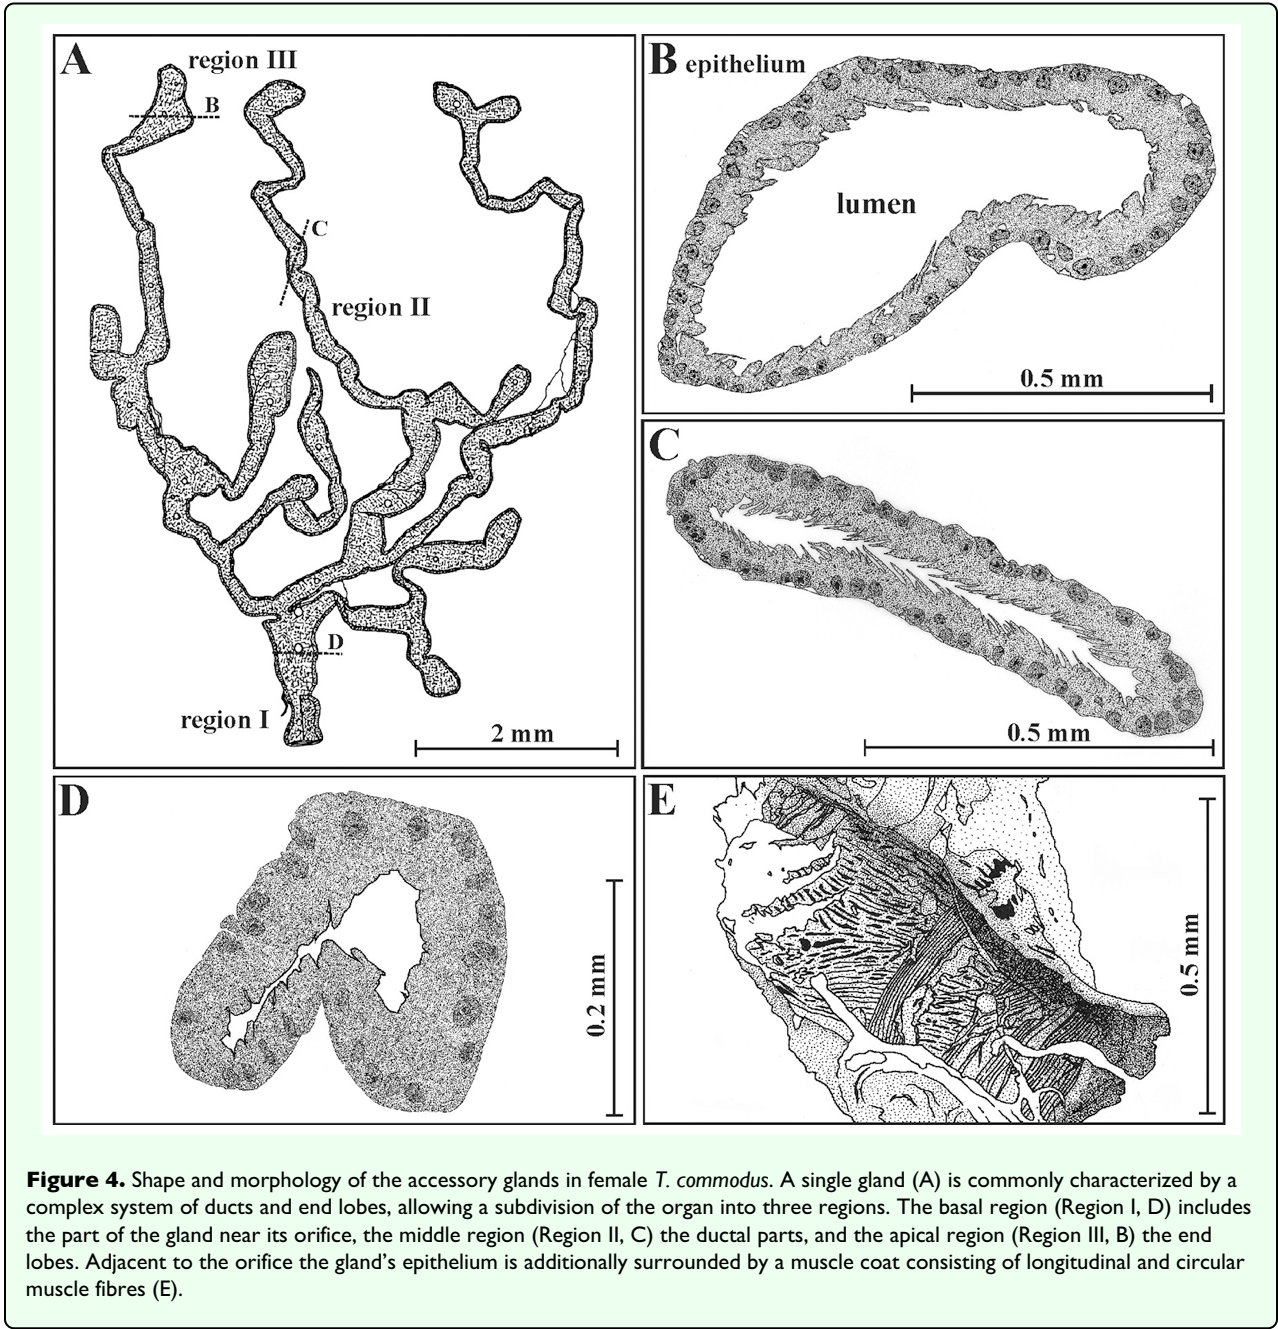 A
region III
B
C
region II
D
region I
2 mm
B epithelium
lumen
0.5 mm
C
0.5 mm
D
0.2 mm
E
0.5 mm
Figure 4. Shape and morphology of the accessory glands in female T. commodus. A single gland (A) is commonly characterized by a
complex system of ducts and end lobes, allowing a subdivision of the organ into three regions. The basal region (Region I, D) includes
the part of the gland near its orifice, the middle region (Region II, C) the ductal parts, and the apical region (Region III, B) the end
lobes. Adjacent to the orifice the gland's epithelium is additionally surrounded by a muscle coat consisting of longitudinal and circular
muscle fibres (E).